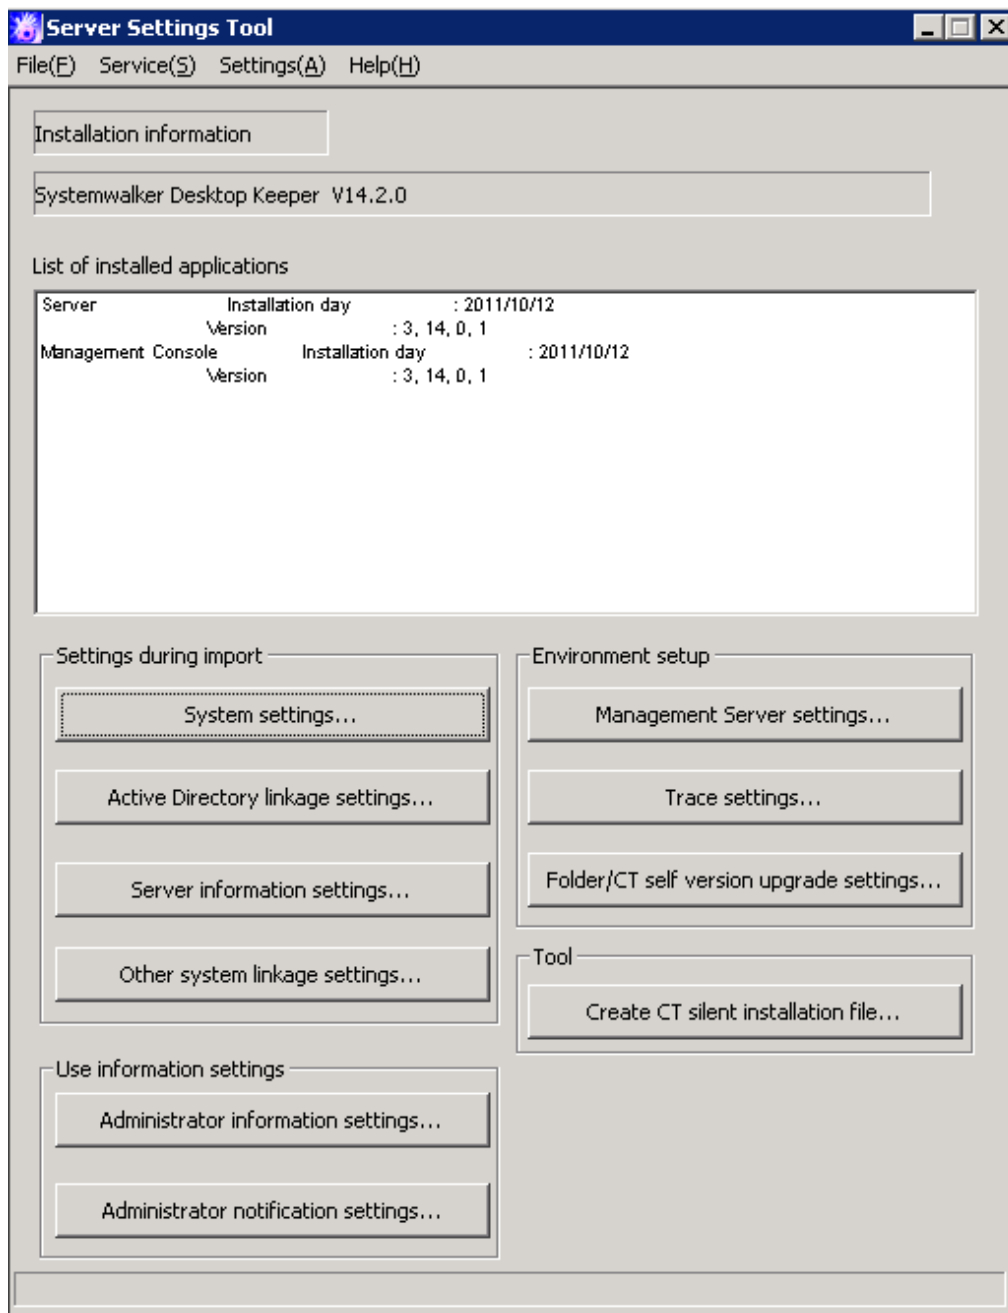 Server Settings Tool
File(F) Service(S) Settings(A) Help(H)
Installation information
Systemwalker Desktop Keeper V14.2.0
List of installed applications
Server Installation day : 2011/10/12
Version : 3, 14, 0, 1
Management Console Installation day : 2011/10/12
Version : 3, 14, 0, 1
Settings during import
System settings...
Active Directory linkage settings...
Server information settings...
Other system linkage settings...
Environment setup
Management Server settings...
Trace settings...
Folder/CT self version upgrade settings...
Tool
Create CT silent installation file...
Use information settings
Administrator information settings...
Administrator notification settings...